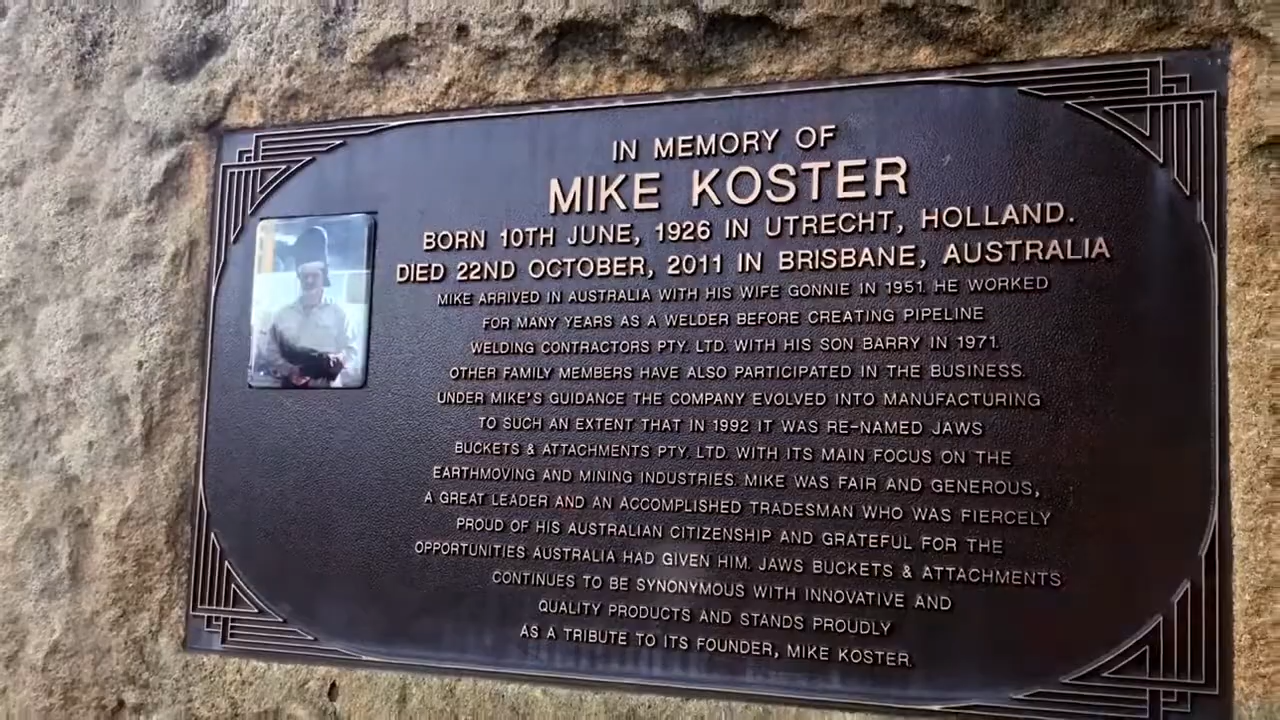 IN MEMORY OF
MIKE KOSTER
BORN 10TH JUNE, 1926 IN UTRECHT, HOLLAND.
DIED 22ND OCTOBER, 2011 IN BRISBANE, AUSTRALIA
MIKE ARRIVED IN AUSTRALIA WITH HIS WIFE GONNIE IN 1951. HE WORKED
FOR MANY YEARS AS A WELDER BEFORE CREATING PIPELINE
WELDING CONTRACTORS PTY. LTD. WITH HIS SON BARRY IN 1971.
OTHER FAMILY MEMBERS HAVE ALSO PARTICIPATED IN THE BUSINESS.
UNDER MIKE'S GUIDANCE THE COMPANY EVOLVED INTO MANUFACTURING
TO SUCH AN EXTENT THAT IN 1992 IT WAS RE-NAMED JAWS
BUCKETS & ATTACHMENTS PTY. LTD. WITH ITS MAIN FOCUS ON THE
EARTHMOVING AND MINING INDUSTRIES. MIKE WAS FAIR AND GENEROUS,
A GREAT LEADER AND AN ACCOMPLISHED TRADESMAN WHO WAS FIERCELY
PROUD OF HIS AUSTRALIAN CITIZENSHIP AND GRATEFUL FOR THE
OPPORTUNITIES AUSTRALIA HAD GIVEN HIM. JAWS BUCKETS & ATTACHMENTS
CONTINUES TO BE SYNONYMOUS WITH INNOVATIVE AND
QUALITY PRODUCTS AND STANDS PROUDLY
AS A TRIBUTE TO ITS FOUNDER, MIKE KOSTER.